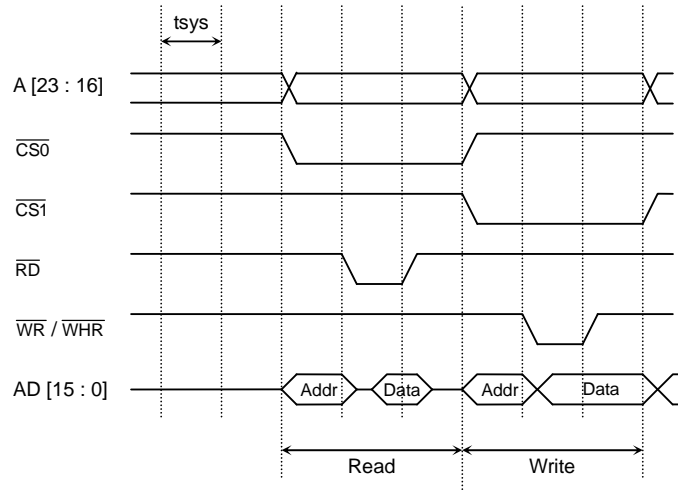 tsys
A [23 : 16]
CS0
CS1
RD
WR / WHR
AD [15 : 0]
Addr
Data
Addr
Data
Read
Write